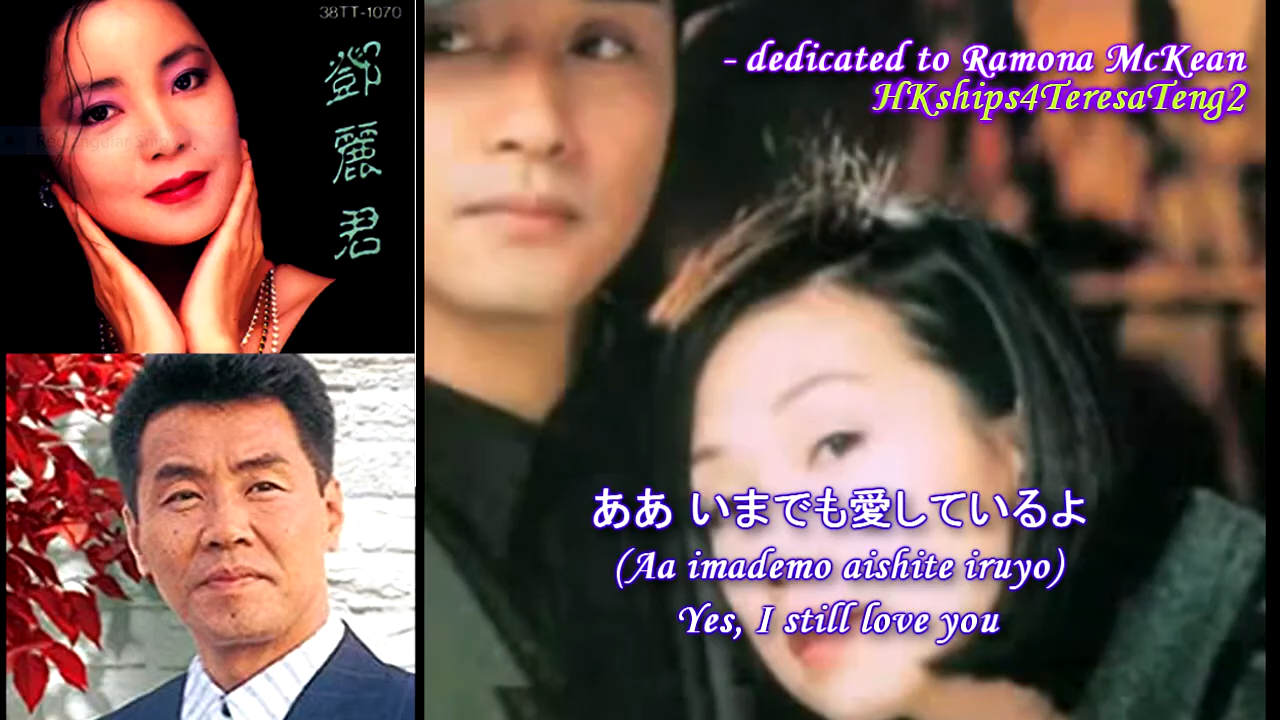 38TT-1070
鄧
麗
君
- dedicated to Ramona McKean
HKships4TeresaTeng2
ああ いまでも愛しているよ
(Aa imademo aishite iruyo)
Yes, I still love you